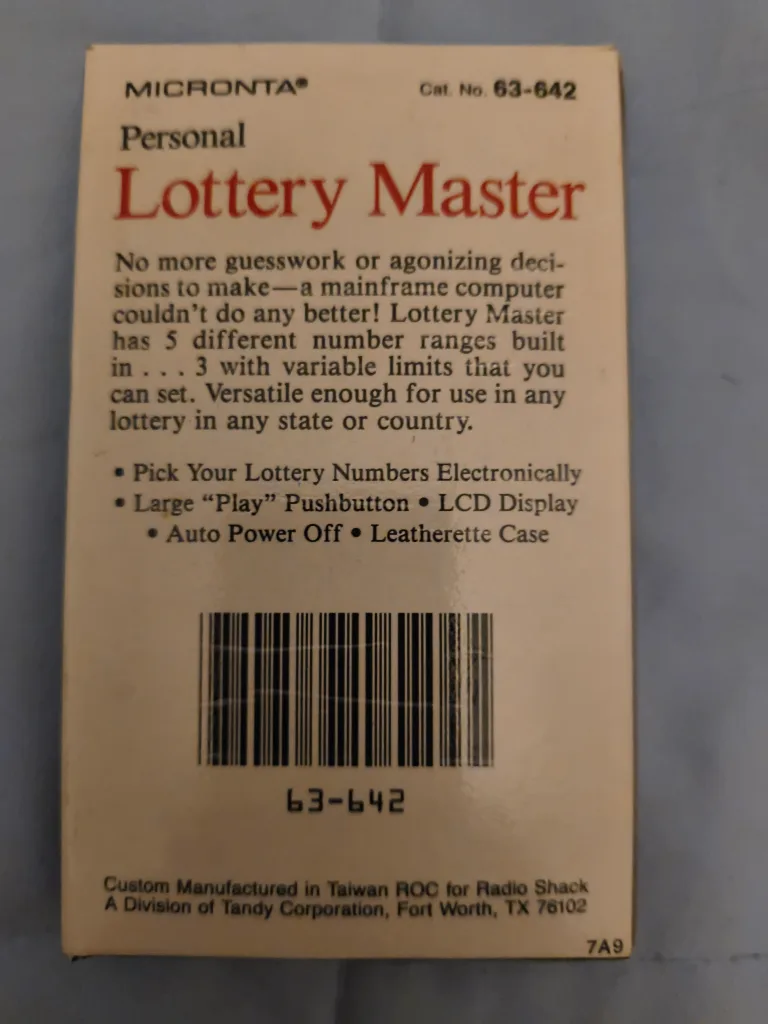 MICRONTA® Cat. No. 63-642
Personal
Lottery Master
No more guesswork or agonizing deci-
sions to make—a mainframe computer
couldn't do any better! Lottery Master
has 5 different number ranges built
in . . . 3 with variable limits that you
can set. Versatile enough for use in any
lottery in any state or country.
• Pick Your Lottery Numbers Electronically
• Large "Play" Pushbutton • LCD Display
• Auto Power Off • Leatherette Case
63-642
Custom Manufactured in Taiwan ROC for Radio Shack
A Division of Tandy Corporation, Fort Worth, TX 76102
7A9